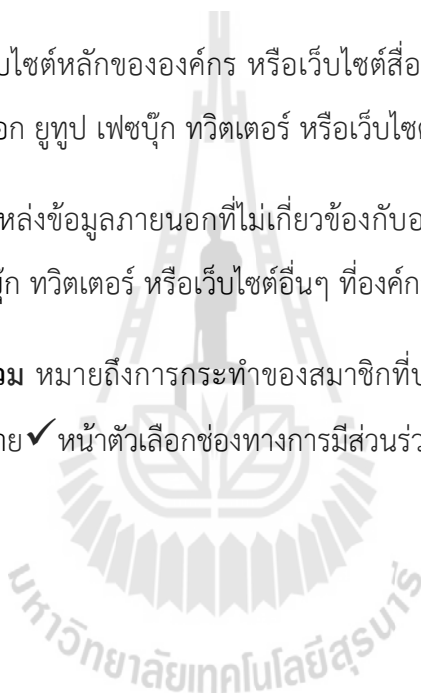 บไซต์หลักขององค์กร หรือเว็บไซต์สื่อ
อก ยูทูป เฟซบุ๊ก ทวิตเตอร์ หรือเว็บไซต์
หล่งข้อมูลภายนอกที่ไม่เกี่ยวข้องกับอ
บุ๊ก ทวิตเตอร์ หรือเว็บไซต์อื่นๆ ที่องค์ก
วม หมายถึงการกระทำของสมาชิกที่
าย✔หน้าตัวเลือกช่องทางการมีส่วนร่ว
มหาวิทยาลัยเทคโนโลยีสุรนารี